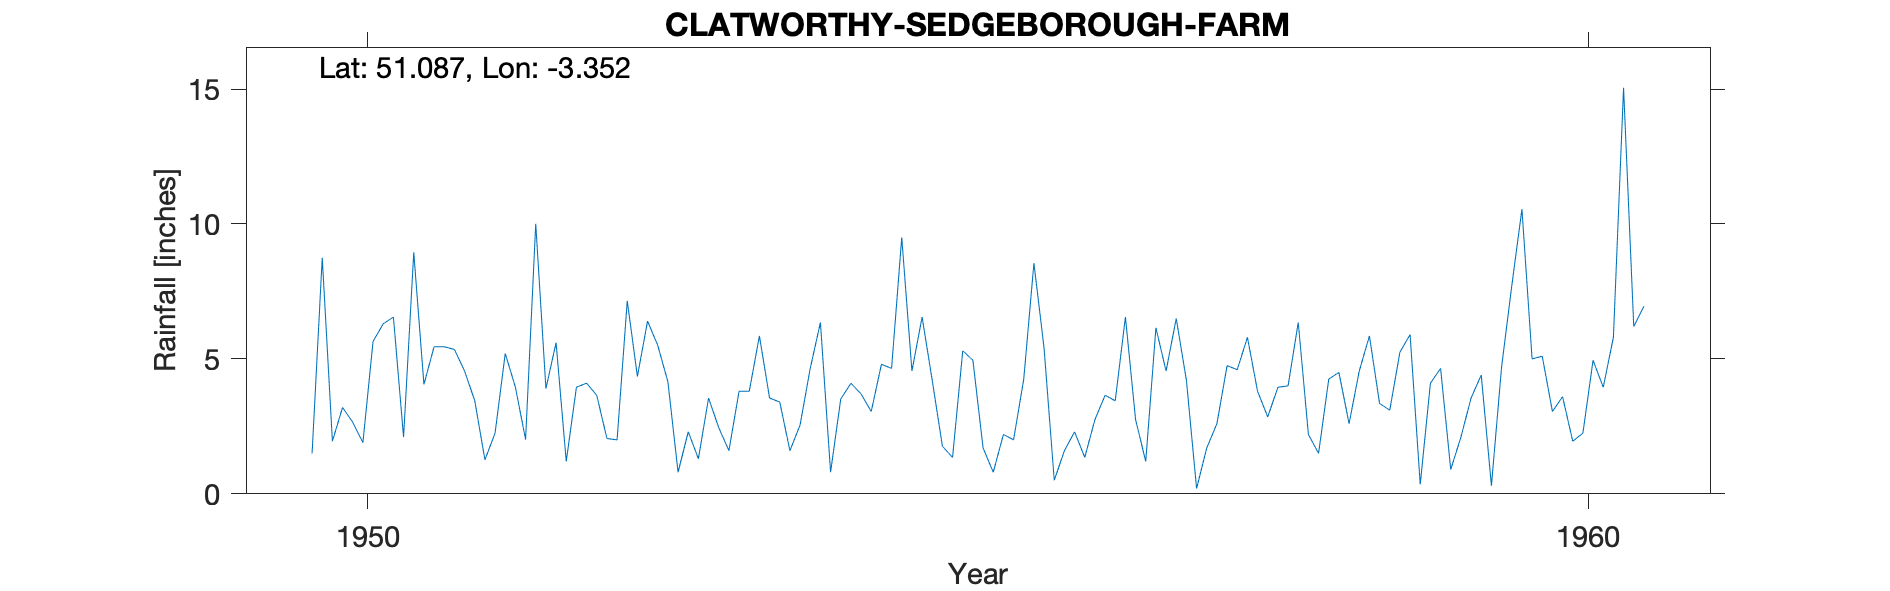 CLATWORTHY-SEDGEBOROUGH-FARM
Lat: 51.087, Lon: -3.352
15
10
5
0
Rainfall [inches]
1950
1960
Year